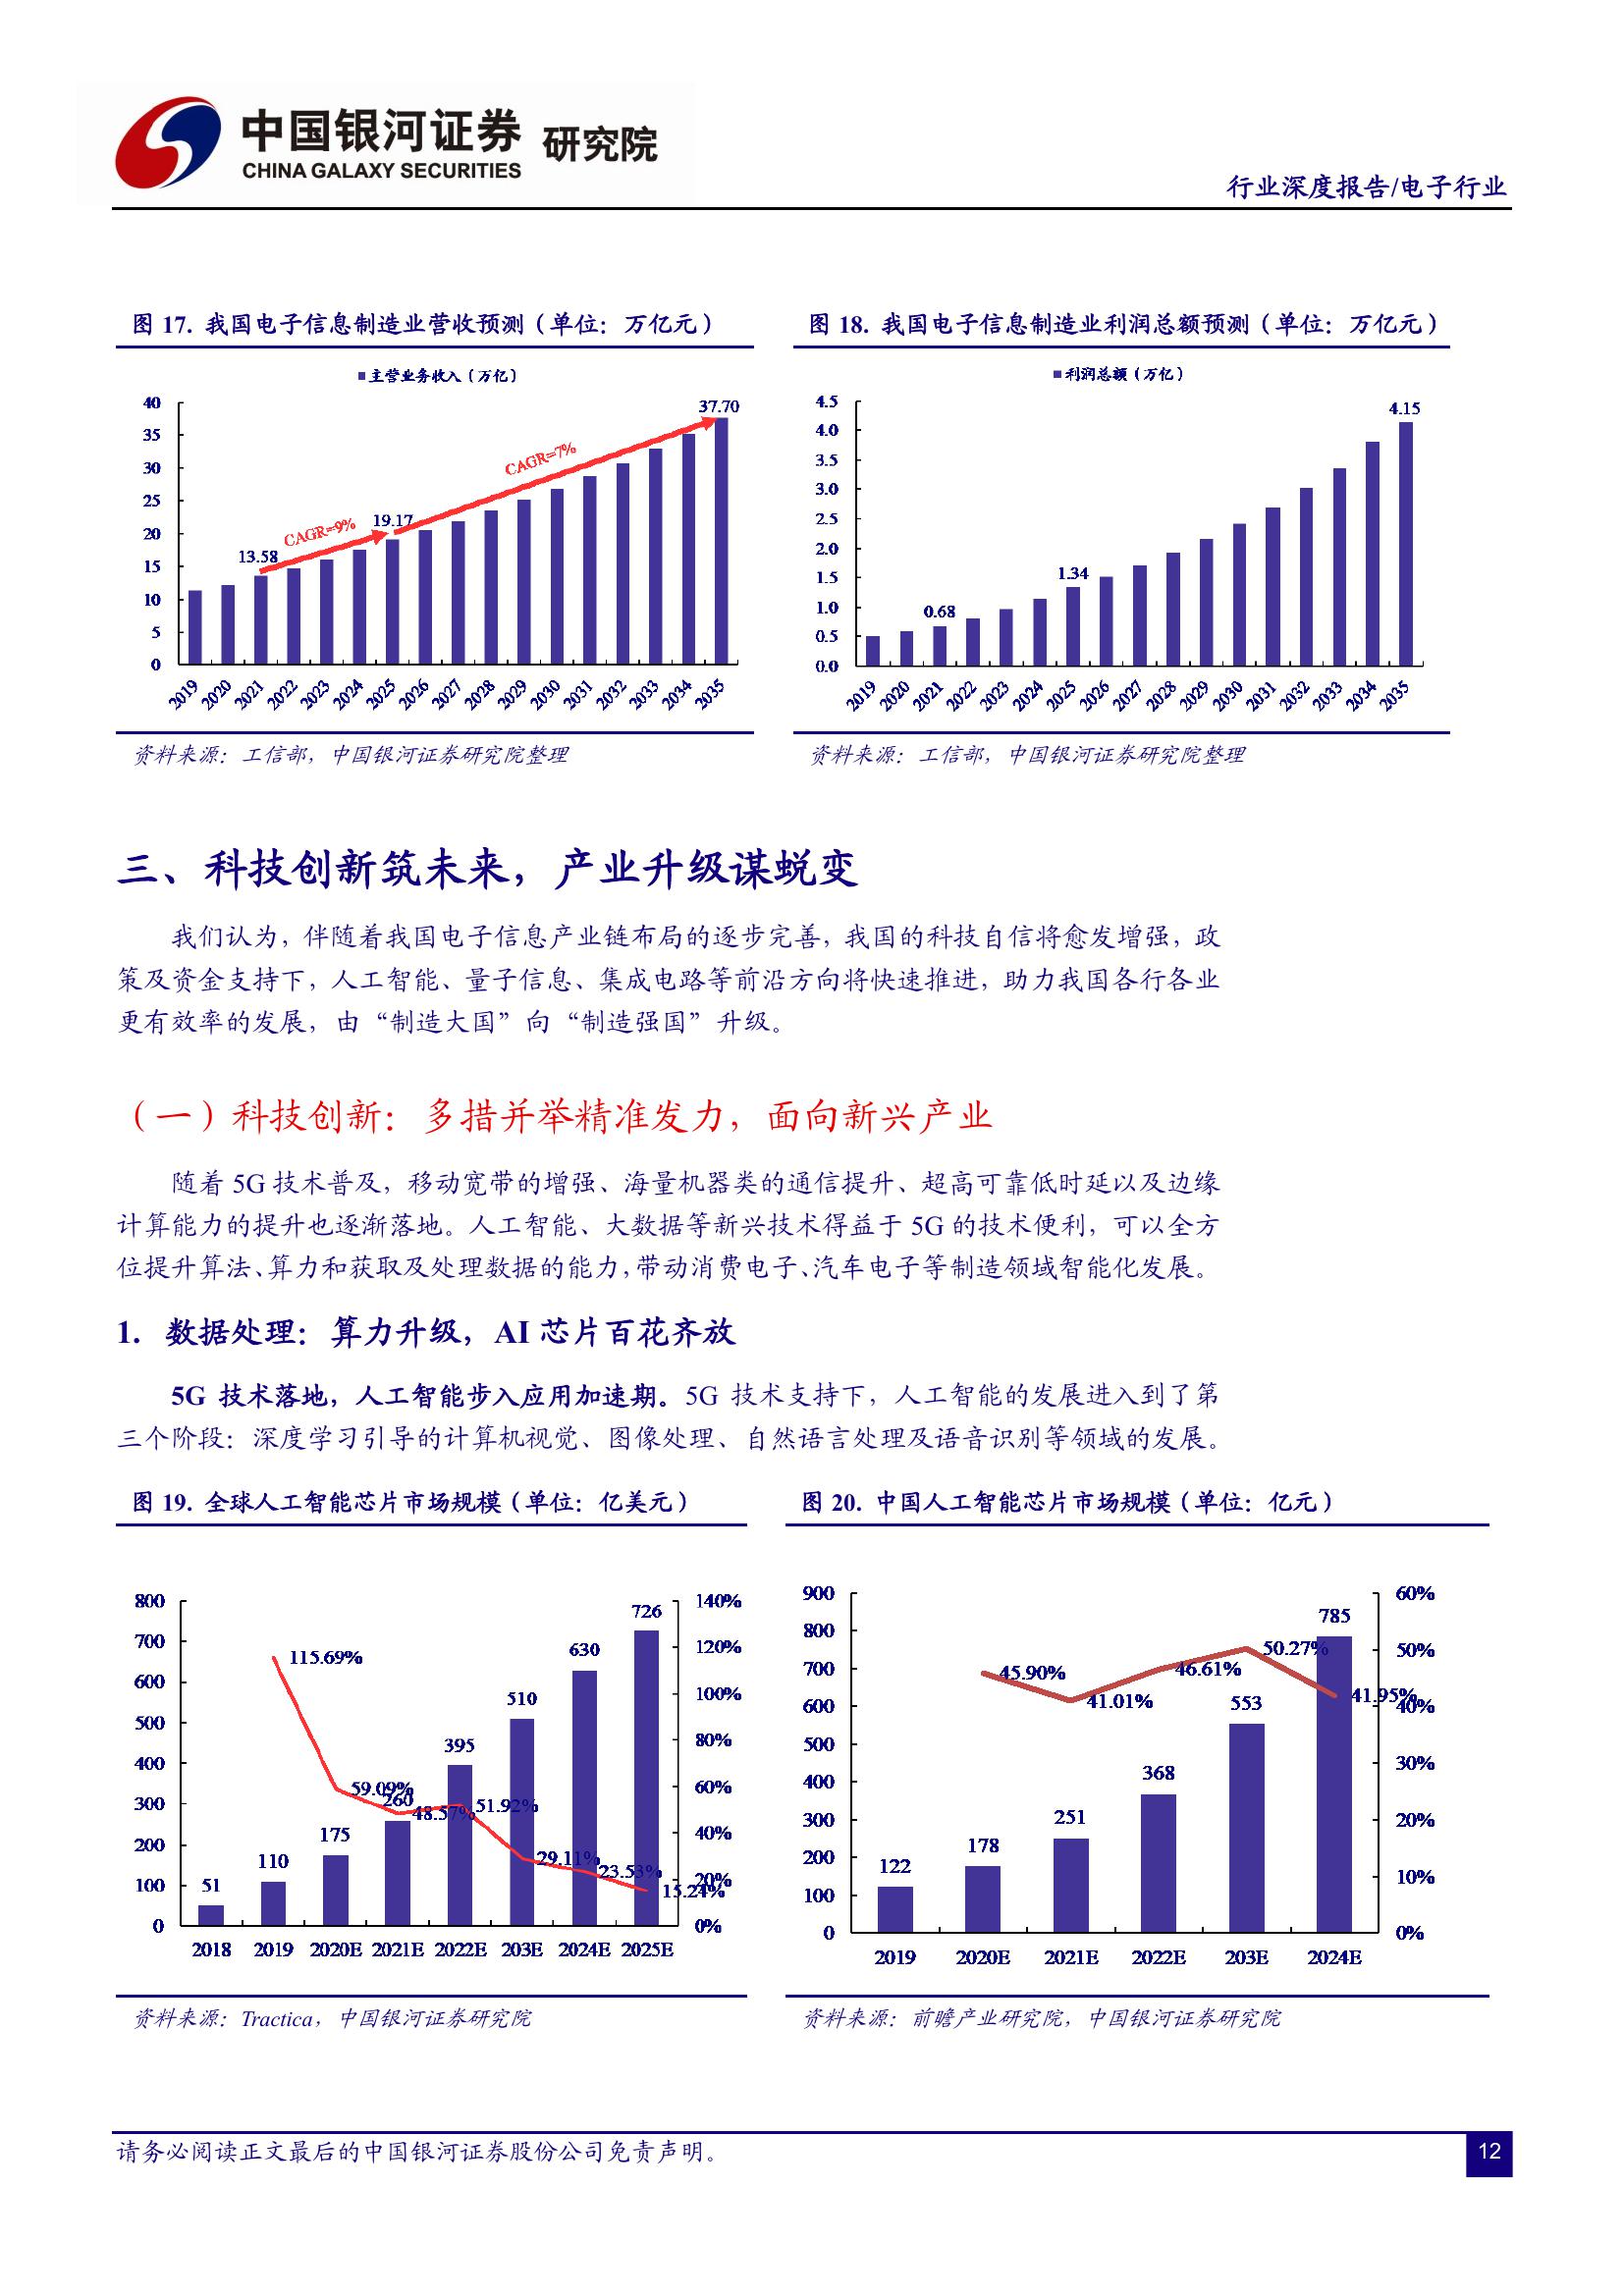 中国银河证券 研究院
CHINA GALAXY SECURITIES
行业深度报告/电子行业
图 17. 我国电子信息制造业营收预测（单位：万亿元）
主营业务收入（万亿）
40
35
30
25
20
15
10
5
0
13.58
CAGR=9%
19.17
CAGR=7%
37.70
2019 2020 2021 2022 2023 2024 2025 2026 2027 2028 2029 2030 2031 2032 2033 2034 2035
资料来源：工信部，中国银河证券研究院整理
图 18. 我国电子信息制造业利润总额预测（单位：万亿元）
利润总额（万亿）
4.5
4.0
3.5
3.0
2.5
2.0
1.5
1.0
0.5
0.0
0.68
1.34
4.15
2019 2020 2021 2022 2023 2024 2025 2026 2027 2028 2029 2030 2031 2032 2033 2034 2035
资料来源：工信部，中国银河证券研究院整理
三、科技创新筑未来，产业升级谋蜕变
我们认为，伴随着我国电子信息产业链布局的逐步完善，我国的科技自信将愈发增强，政
策及资金支持下，人工智能、量子信息、集成电路等前沿方向将快速推进，助力我国各行各业
更有效率的发展，由“制造大国”向“制造强国”升级。
（一）科技创新：多措并举精准发力，面向新兴产业
随着 5G 技术普及，移动宽带的增强、海量机器类的通信提升、超高可靠低时延以及边缘
计算能力的提升也逐渐落地。人工智能、大数据等新兴技术得益于 5G 的技术便利，可以全方
位提升算法、算力和获取及处理数据的能力，带动消费电子、汽车电子等制造领域智能化发展。
1. 数据处理：算力升级，AI 芯片百花齐放
5G 技术落地，人工智能步入应用加速期。5G 技术支持下，人工智能的发展进入到了第
三个阶段：深度学习引导的计算机视觉、图像处理、自然语言处理及语音识别等领域的发展。
图 19. 全球人工智能芯片市场规模（单位：亿美元）
800
700
600
500
400
300
200
100
0
140%
120%
100%
80%
60%
40%
20%
0%
51
110
175
260
395
510
630
726
115.69%
59.09%
48.57%
51.92%
29.11%
23.53%
15.24%
2018 2019 2020E 2021E 2022E 203E 2024E 2025E
资料来源：Tractica，中国银河证券研究院
图 20. 中国人工智能芯片市场规模（单位：亿元）
900
800
700
600
500
400
300
200
100
0
60%
50%
40%
30%
20%
10%
0%
122
178
251
368
553
785
45.90%
41.01%
46.61%
50.27%
41.95%
2019 2020E 2021E 2022E 203E 2024E
资料来源：前瞻产业研究院，中国银河证券研究院
请务必阅读正文最后的中国银河证券股份公司免责声明。
12